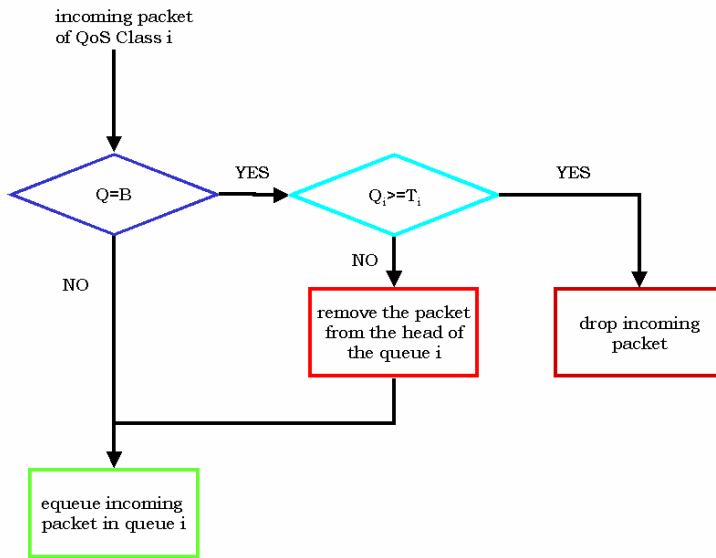 incoming packet
of QoS Class i
Q=B
YES
Qi>=Ti
YES
NO
NO
remove the packet
from the head of
the queue i
drop incoming
packet
equeue incoming
packet in queue i